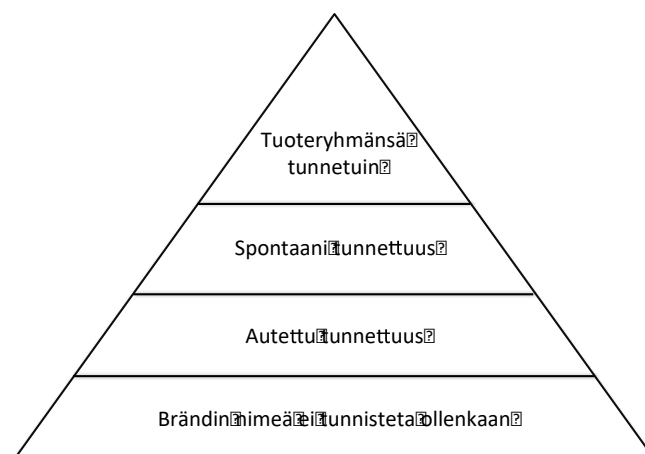 Tuoteryhmänsä
tunnetuin
Spontaani tunnettuus
Autettu tunnettuus
Brändin nimeä ei tunnisteta ollenkaan